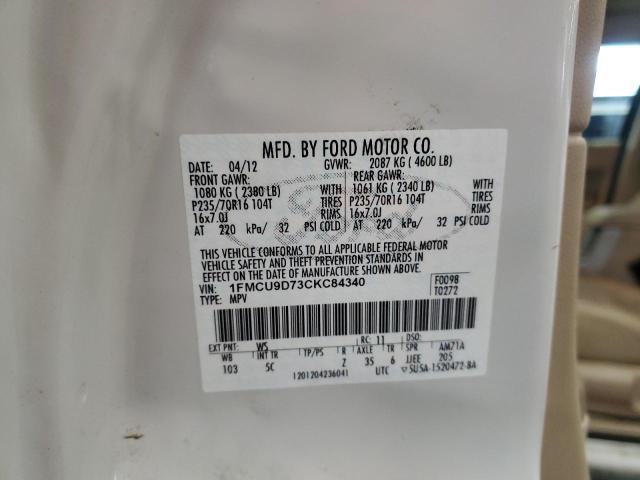 MFD. BY FORD MOTOR CO.
DATE: 04/12 GVWR: 2087 KG ( 4600 LB)
FRONT GAWR: REAR GAWR:
1080 KG ( 2380 LB) WITH 1061 KG ( 2340 LB) WITH
P235/70R16 104T TIRES P235/70R16 104T TIRES
16x7.0J RIMS 16x7.0J RIMS
AT 220 kPa/ 32 PSI COLD AT 220 kPa/ 32 PSI COLD
THIS VEHICLE CONFORMS TO ALL APPLICABLE FEDERAL MOTOR
VEHICLE SAFETY AND THEFT PREVENTION STANDARDS IN
EFFECT ON THE DATE OF MANUFACTURE SHOWN ABOVE.
VIN: 1FMCU9D73CKC84340 F0098
TYPE: MPV T0272
EXT PNT: WS RC: 11 DSO:
WB INT TR TP/PS R AXLE TR SPR AM71A
103 5C Z 35 6 JJEE 205
1201204236041 UTC ▽SUSA-1520472-BA
Ford